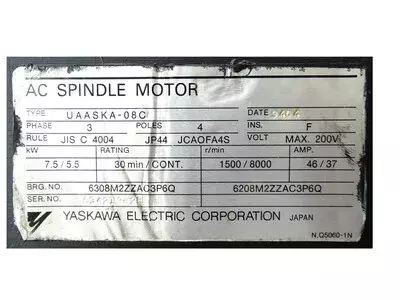 AC SPINDLE MOTOR
TYPE UAASKA-08C DATE
PHASE 3 POLES 4 INS. F
RULE JIS C 4004 JP44 JCAOFA4S VOLT MAX. 200V
kW RATING r/min AMP.
7.5/5.5 30 min/CONT. 1500/8000 46/37
BRG. NO. 6308M2ZZAC3P6Q 6208M2ZZAC3P6Q
SER. NO.
YASKAWA ELECTRIC CORPORATION JAPAN
N.Q5060-1N